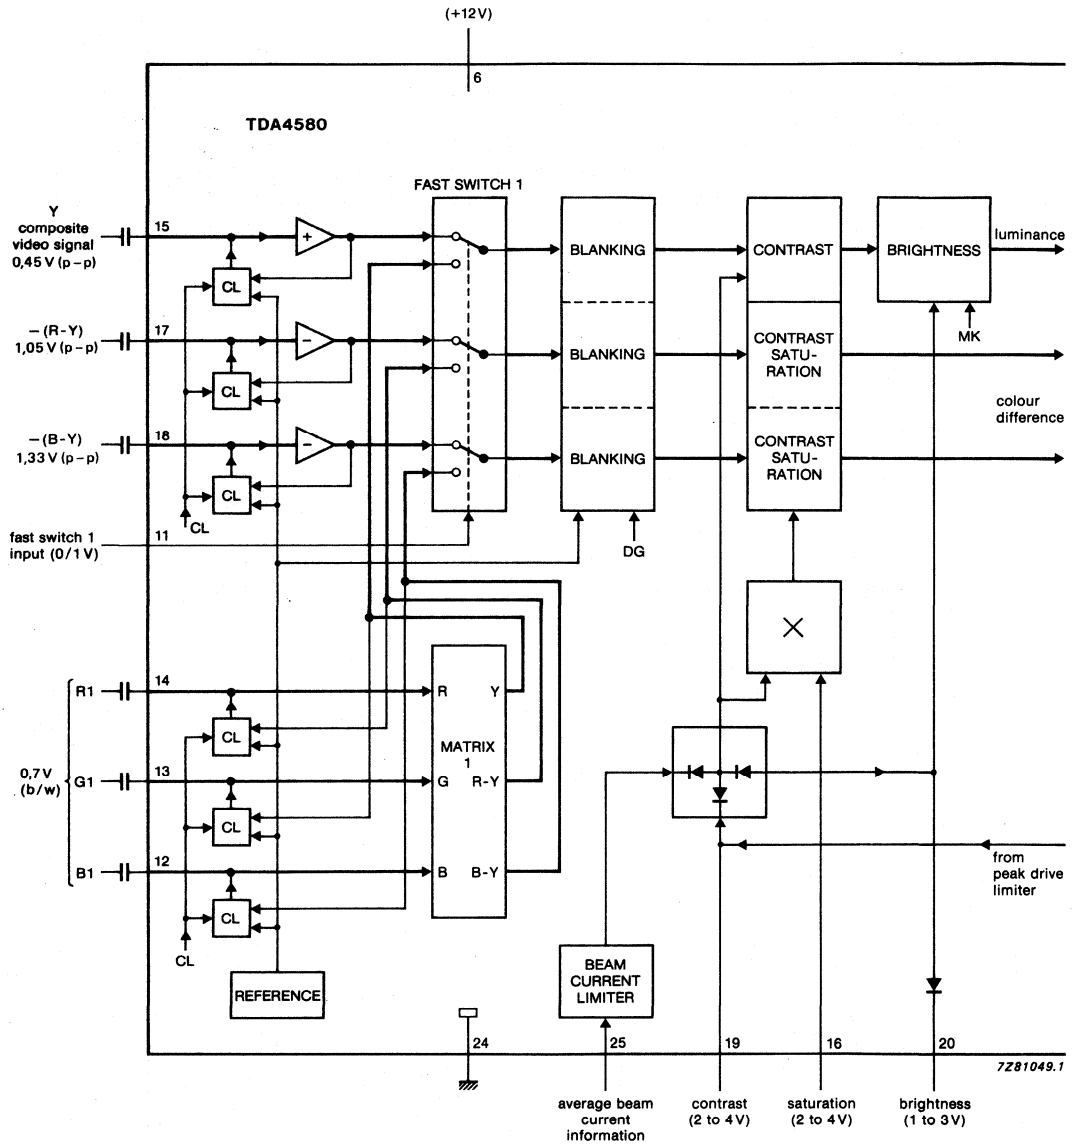 (+12V)
6
TDA4580
FAST SWITCH 1
Y
composite
video signal
0,45 V (p–p)
15
+
CL
BLANKING
CONTRAST
BRIGHTNESS
luminance
MK
–(R-Y)
1,05 V (p–p)
17
–
CL
BLANKING
CONTRAST
SATU-
RATION
colour
difference
–(B-Y)
1,33 V (p–p)
18
–
CL
BLANKING
CONTRAST
SATU-
RATION
CL
fast switch 1
input (0/1 V)
11
DG
×
R1
14
R
Y
CL
MATRIX
1
0,7 V
(b/w)
G1
13
G
R-Y
CL
B1
12
B
B-Y
CL
CL
REFERENCE
from
peak drive
limiter
BEAM
CURRENT
LIMITER
24
25
19
16
20
7Z81049.1
average beam
current
information
contrast
(2 to 4 V)
saturation
(2 to 4 V)
brightness
(1 to 3 V)